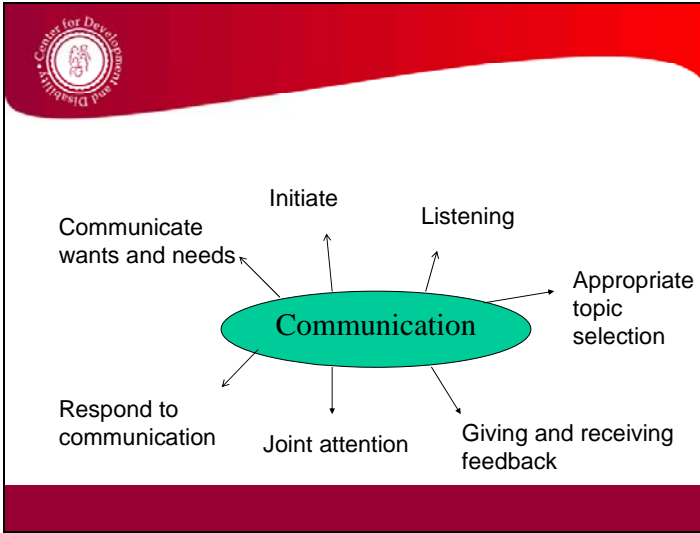 Center for Development and Disability •
Initiate
Listening
Communicate
wants and needs
Appropriate
topic
selection
Communication
Respond to
communication
Joint attention
Giving and receiving
feedback